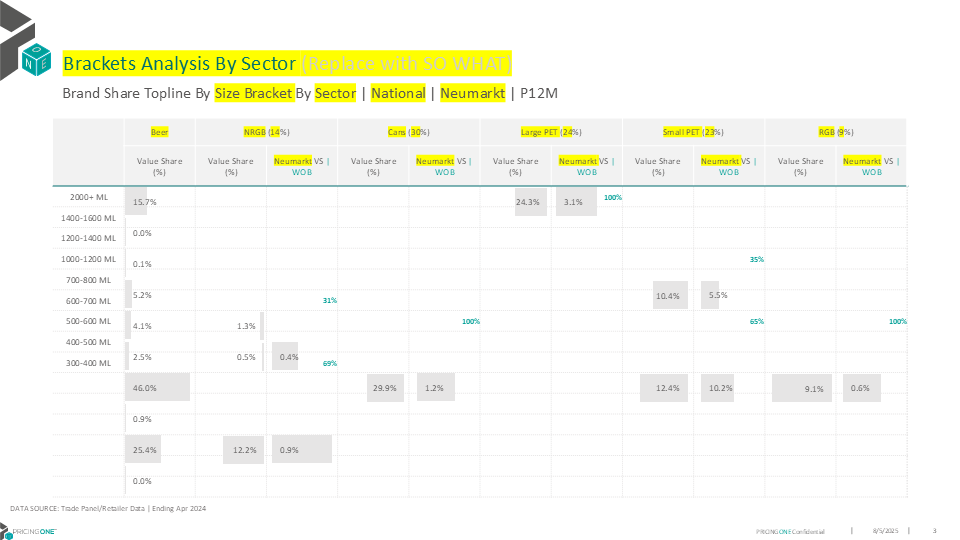 Brackets Analysis By Sector (Replace with SO WHAT)
Brand Share Topline By Size Bracket By Sector | National | Neumarkt | P12M
Beer NRGB (14%) Cans (30%) Large PET (24%) Small PET (23%) RGB (9%)
Value Share (%) Value Share (%) Neumarkt VS | WOB Value Share (%) Neumarkt VS | WOB Value Share (%) Neumarkt VS | WOB Value Share (%) Neumarkt VS | WOB Value Share (%) Neumarkt VS | WOB
2000+ ML 15.7% 24.3% 3.1% 100%
1400-1600 ML
0.0%
1200-1400 ML
1000-1200 ML 35%
0.1%
700-800 ML
5.2% 10.4% 5.5%
600-700 ML 31%
500-600 ML 100% 65% 100%
4.1% 1.3%
400-500 ML
2.5% 0.5% 0.4%
300-400 ML 69%
46.0% 29.9% 1.2% 12.4% 10.2% 9.1% 0.6%
0.9%
25.4% 12.2% 0.9%
0.0%
DATA SOURCE: Trade Panel/Retailer Data | Ending Apr 2024
PRICINGONE PRICINGONE Confidential | 8/5/2025 | 3
ONE